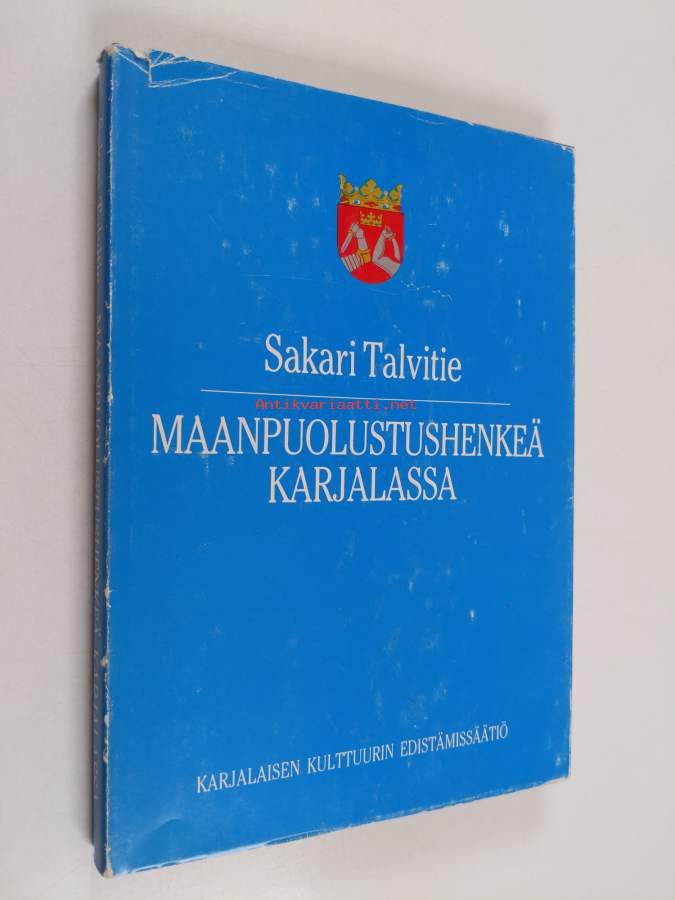 Sakari Talvitie
Antikvariaatti.net
MAANPUOLUSTUSHENKEÄ
KARJALASSA
KARJALAISEN KULTTUURIN EDISTÄMISSÄÄTIÖ